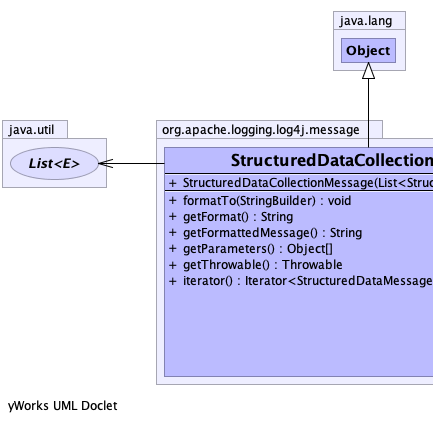 java.lang
Object
java.util
List<E>
org.apache.logging.log4j.message
StructuredDataCollection
+ StructuredDataCollectionMessage(List<Struc
+ formatTo(StringBuilder) : void
+ getFormat() : String
+ getFormattedMessage() : String
+ getParameters() : Object[]
+ getThrowable() : Throwable
+ iterator() : Iterator<StructuredDataMessage
yWorks UML Doclet